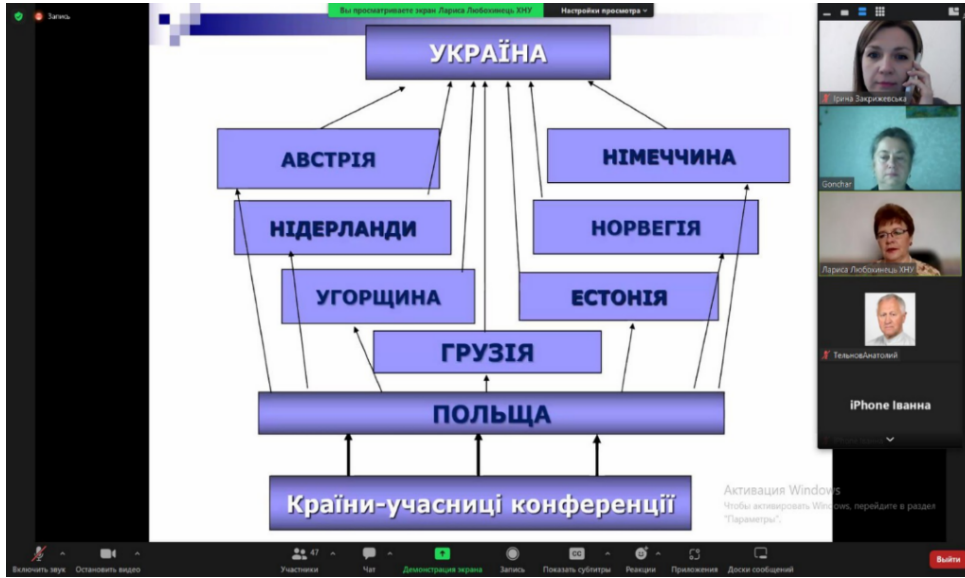 Запись
Вы просматриваете экран Лариса Любохинець ХНУ
Настройки просмотра
УКРАЇНА
АВСТРІЯ
НІМЕЧЧИНА
НІДЕРЛАНДИ
НОРВЕГІЯ
УГОРЩИНА
ЕСТОНІЯ
ГРУЗІЯ
ПОЛЬЩА
Країни-учасниці конференції
Ірина Закрижевська
Gonchar
Лариса Любохинець ХНУ
ТельновАнатолий
iPhone Іванна
Активация Windows
Чтобы активировать Windows, перейдите в раздел
"Параметры".
Включить звук
Остановить видео
47
Участники
Чат
Демонстрация экрана
Запись
CC
Показать субтитры
Реакции
Приложения
Доски сообщений
Выйти